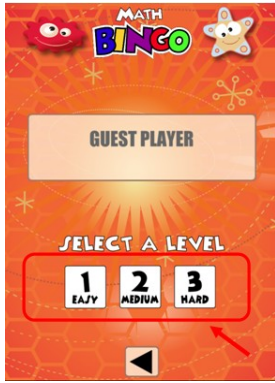 MATH
BINGO
GUEST PLAYER
SELECT A LEVEL
1 2 3
EASY MEDIUM HARD